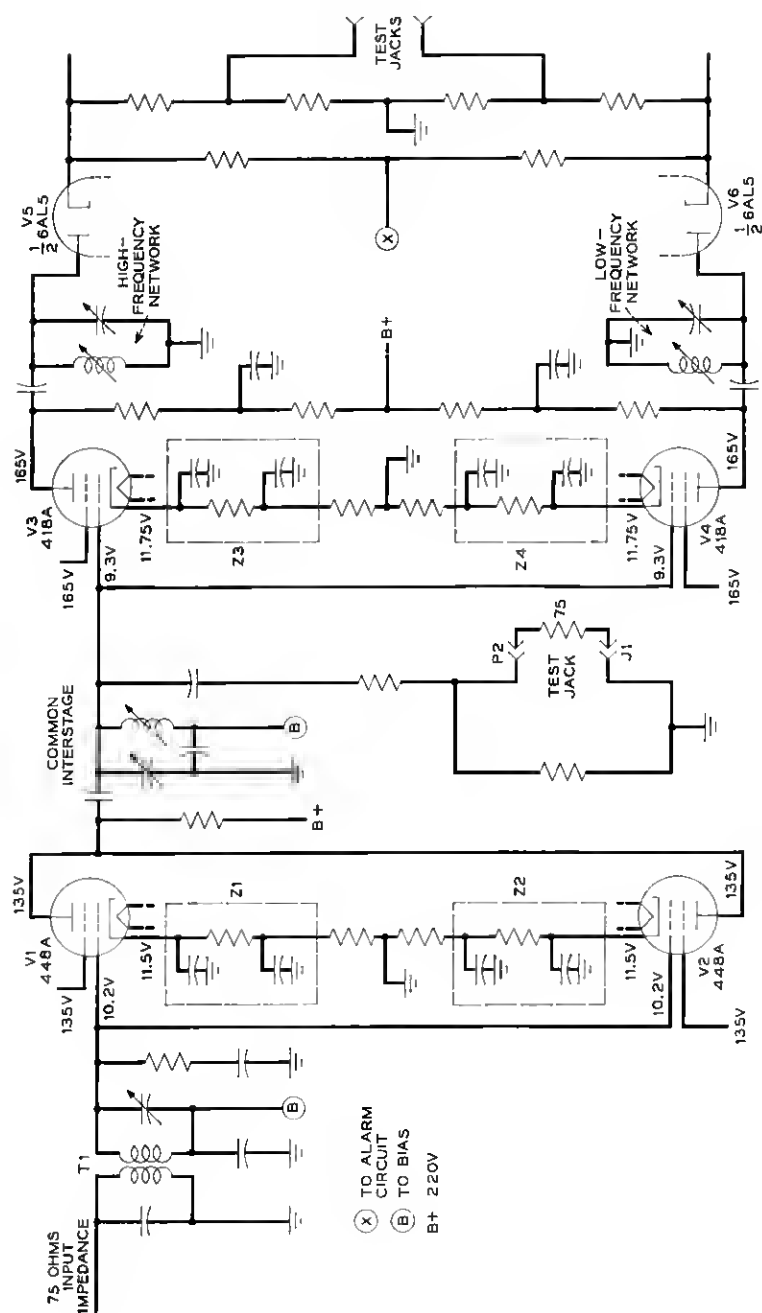 75 OHMS
INPUT
IMPEDANCE
T1
B
X TO ALARM
CIRCUIT
B TO BIAS
B+ 220V
135V
V1
448A
135V
10.2V
11.5V
Z1
Z2
11.5V
10.2V
V2
448A
135V
135V
B+
COMMON
INTERSTAGE
B
P2
75
TEST
JACK
J1
165V
V3
418A
165V
9.3V
11.75V
Z3
Z4
11.75V
9.3V
V4
418A
165V
165V
B+
HIGH-
FREQUENCY
NETWORK
LOW-
FREQUENCY
NETWORK
V5
1/2 6AL5
V6
1/2 6AL5
X
TEST
JACKS